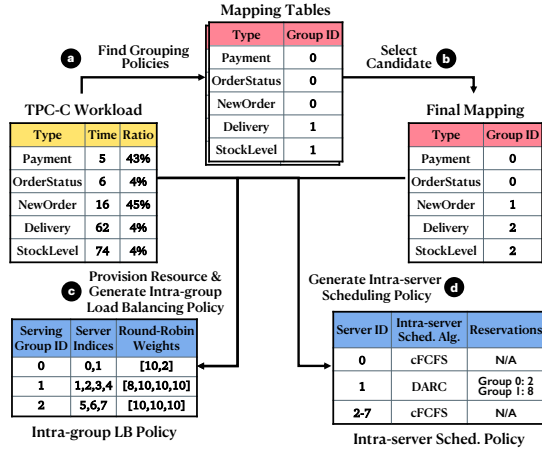 Mapping Tables
Type Group ID
Payment 0
OrderStatus 0
NewOrder 0
Delivery 1
StockLevel 1
a Find Grouping
Policies
Select
Candidate b
TPC-C Workload
Type Time Ratio
Payment 5 43%
OrderStatus 6 4%
NewOrder 16 45%
Delivery 62 4%
StockLevel 74 4%
Final Mapping
Type Group ID
Payment 0
OrderStatus 0
NewOrder 1
Delivery 2
StockLevel 2
c Provision Resource &
Generate Intra-group
Load Balancing Policy
Serving Server Round-Robin
Group ID Indices Weights
0 0,1 [10,2]
1 1,2,3,4 [8,10,10,10]
2 5,6,7 [10,10,10]
Intra-group LB Policy
Generate Intra-server d
Scheduling Policy
Server ID Intra-server Reservations
Sched. Alg.
0 cFCFS N/A
1 DARC Group 0: 2
Group 1: 8
2-7 cFCFS N/A
Intra-server Sched. Policy